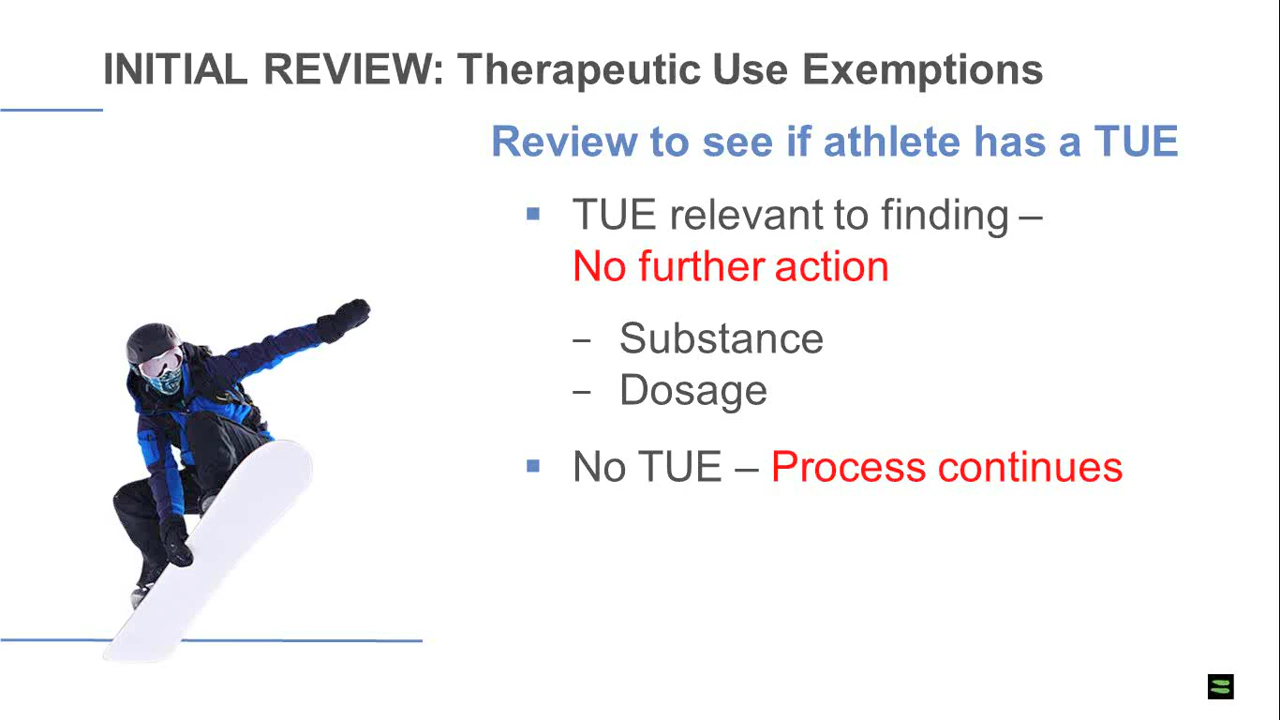 INITIAL REVIEW: Therapeutic Use Exemptions
Review to see if athlete has a TUE
▪ TUE relevant to finding –
No further action
– Substance
– Dosage
▪ No TUE – Process continues